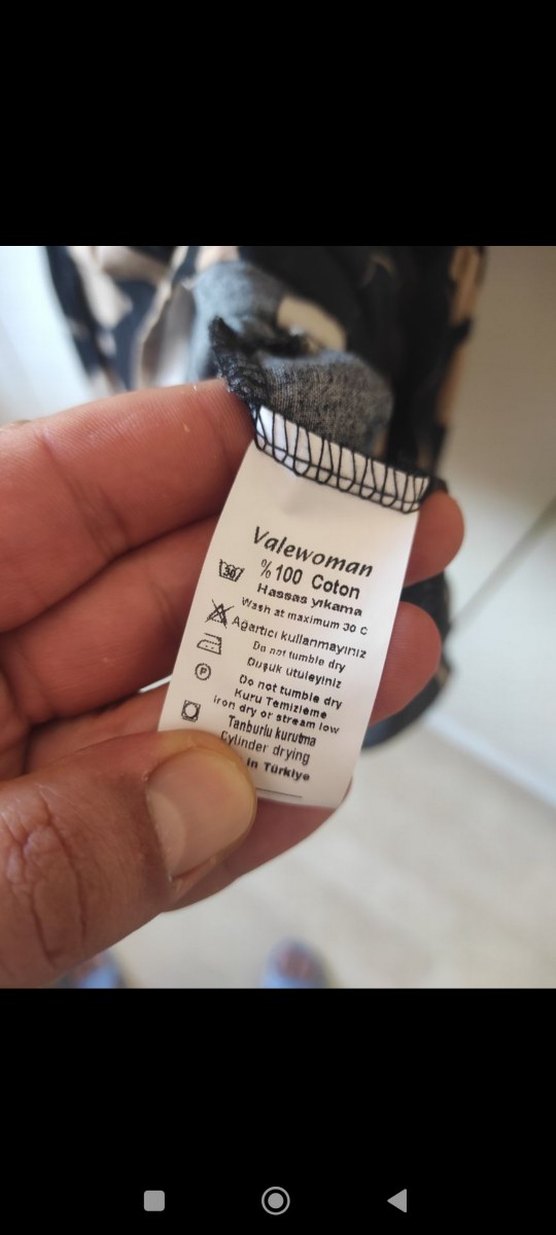 Valewoman
%100 Coton
30
Hassas yıkama
Wash at maximum 30 C
Ağartıcı kullanmayınız
Do not tumble dry
Düşük ütüleyiniz
P
Do not tumble dry
Kuru Temizleme
iron dry or stream low
Tanburlu kurutma
Cylinder drying
in Türkiye